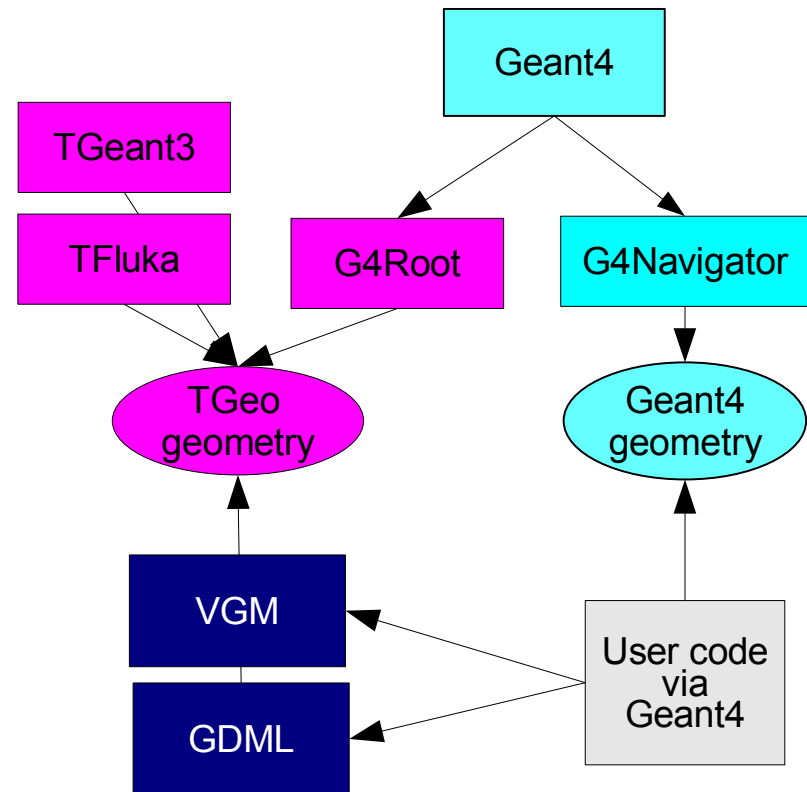 Geant4
TGeant3
TFluka
G4Root
G4Navigator
TGeo
geometry
Geant4
geometry
VGM
GDML
User code
via
Geant4